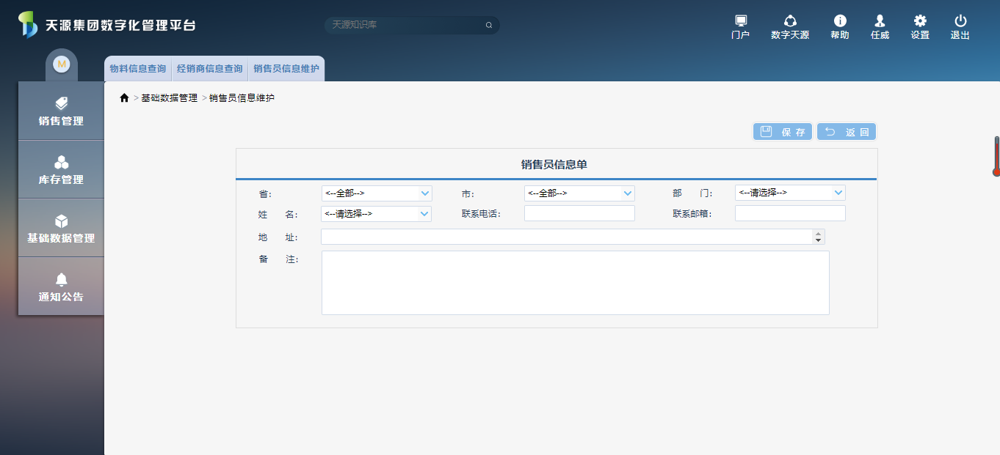 天源集团数字化管理平台
天源知识库
门户 数字天源 帮助 任威 设置 退出
M
物料信息查询 经销商信息查询 销售员信息维护
> 基础数据管理 > 销售员信息维护
销售管理
库存管理
基础数据管理
通知公告
保 存 返 回
销售员信息单
省: <--全部--> 市: <--全部--> 部 门: <--请选择-->
姓 名: <--请选择--> 联系电话: 联系邮箱:
地 址:
备 注: